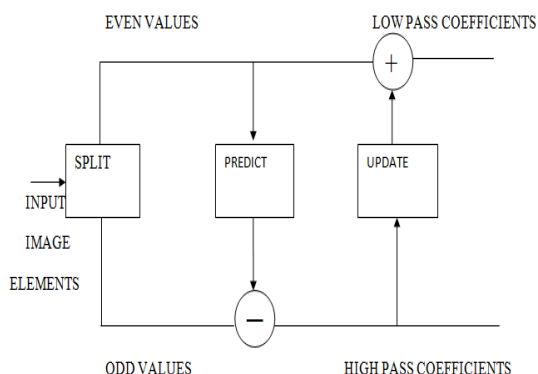 EVEN VALUES
LOW PASS COEFFICIENTS
+
SPLIT
PREDICT
UPDATE
INPUT
IMAGE
ELEMENTS
−
ODD VALUES
HIGH PASS COEFFICIENTS